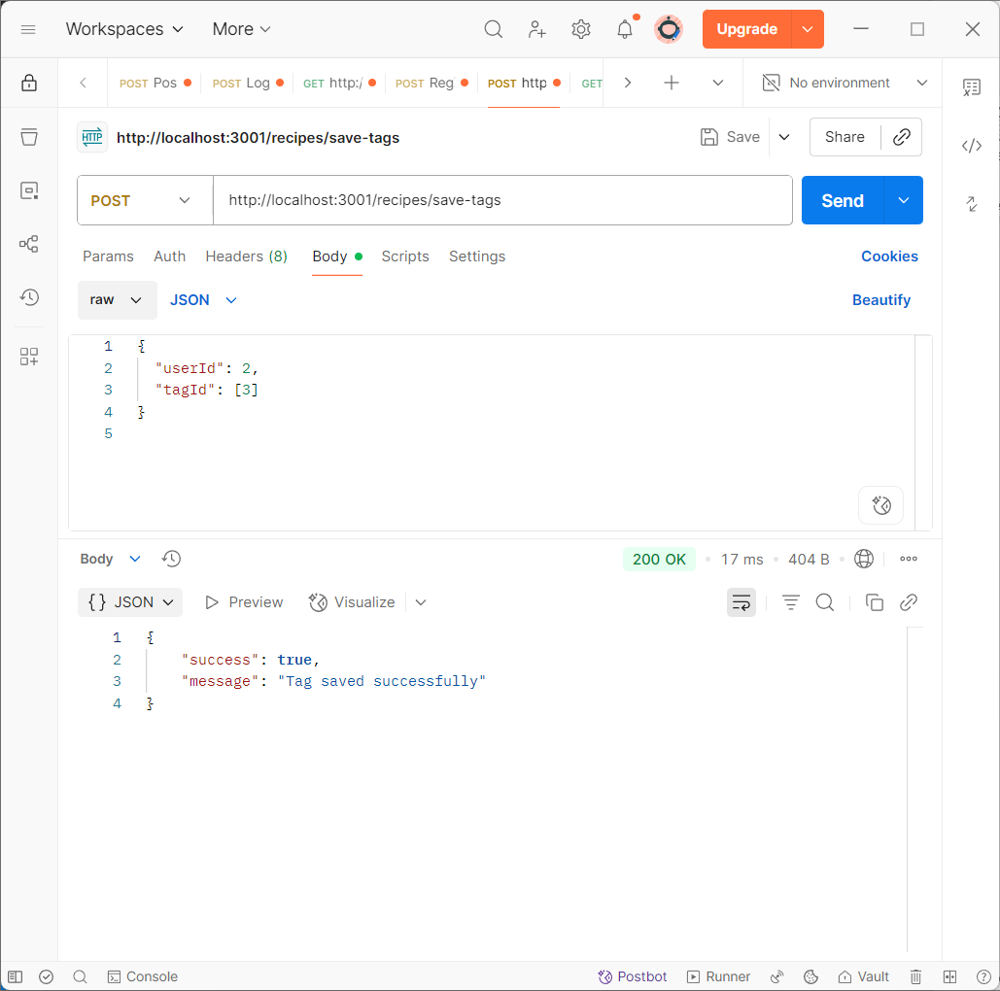 Workspaces More Upgrade
POST Pos POST Log GET http:/ POST Reg POST http GET No environment
HTTP http://localhost:3001/recipes/save-tags Save Share
POST http://localhost:3001/recipes/save-tags Send
Params Auth Headers (8) Body Scripts Settings Cookies
raw JSON Beautify
1 {
2 "userId": 2,
3 "tagId": [3]
4 }
5
Body 200 OK 17 ms 404 B
{} JSON Preview Visualize
1 {
2 "success": true,
3 "message": "Tag saved successfully"
4 }
Console Postbot Runner Vault